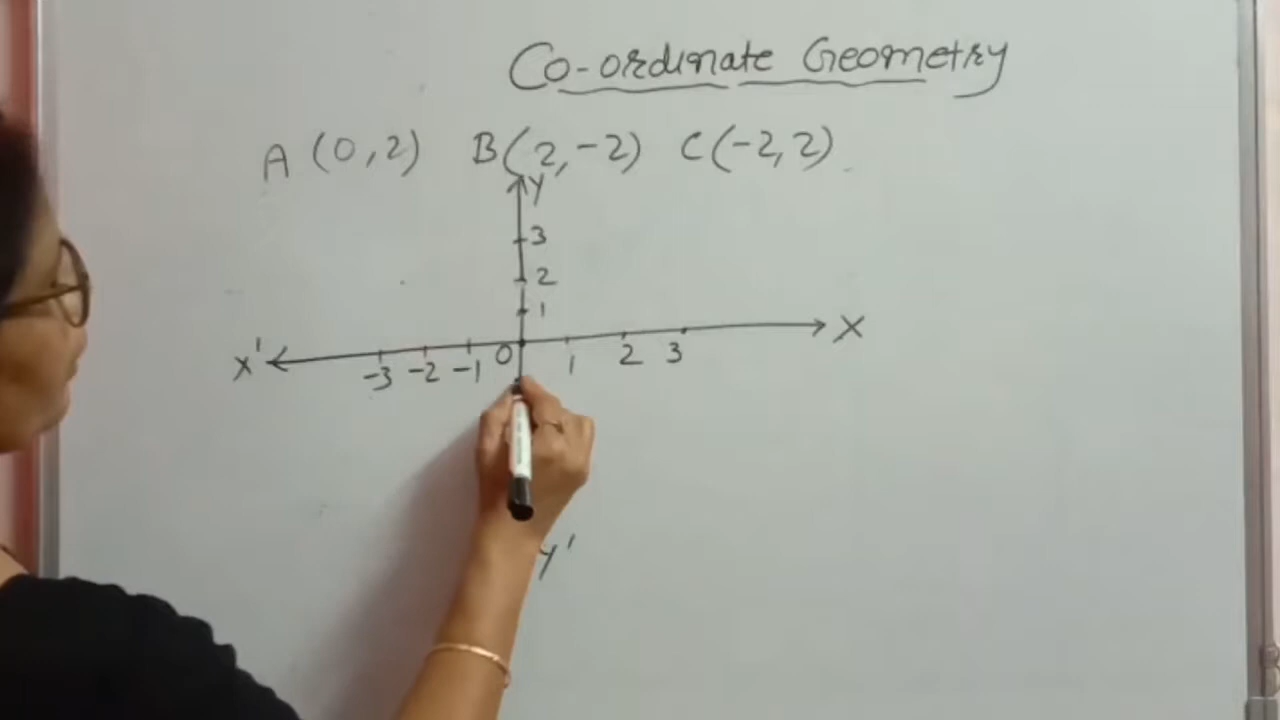 Co-ordinate Geometry
A (0,2) B(2,-2) C(-2,2)
Y
3
2
1
X' -3 -2 -1 0 1 2 3 X
Y'